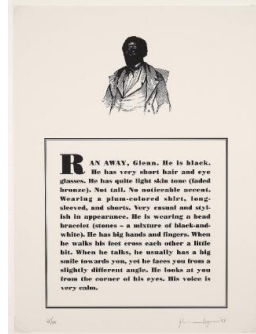 RAN AWAY, Glenn. He is black.
He has very short hair and eye
glasses. He has quite light skin tone (faded
bronze). Not tall. No noticeable accent.
Wearing a plum-colored shirt, long-
sleeved, and shorts. Very casual and styl-
ish in appearance. He is wearing a bead
bracelet (stones – a mixture of black-and-
white). He has big hands and fingers. When
he walks his feet cross each other a little
bit. When he talks, he usually has a big
smile towards you, yet he faces you from a
slightly different angle. He looks at you
from the corner of his eyes. His voice is
very calm.